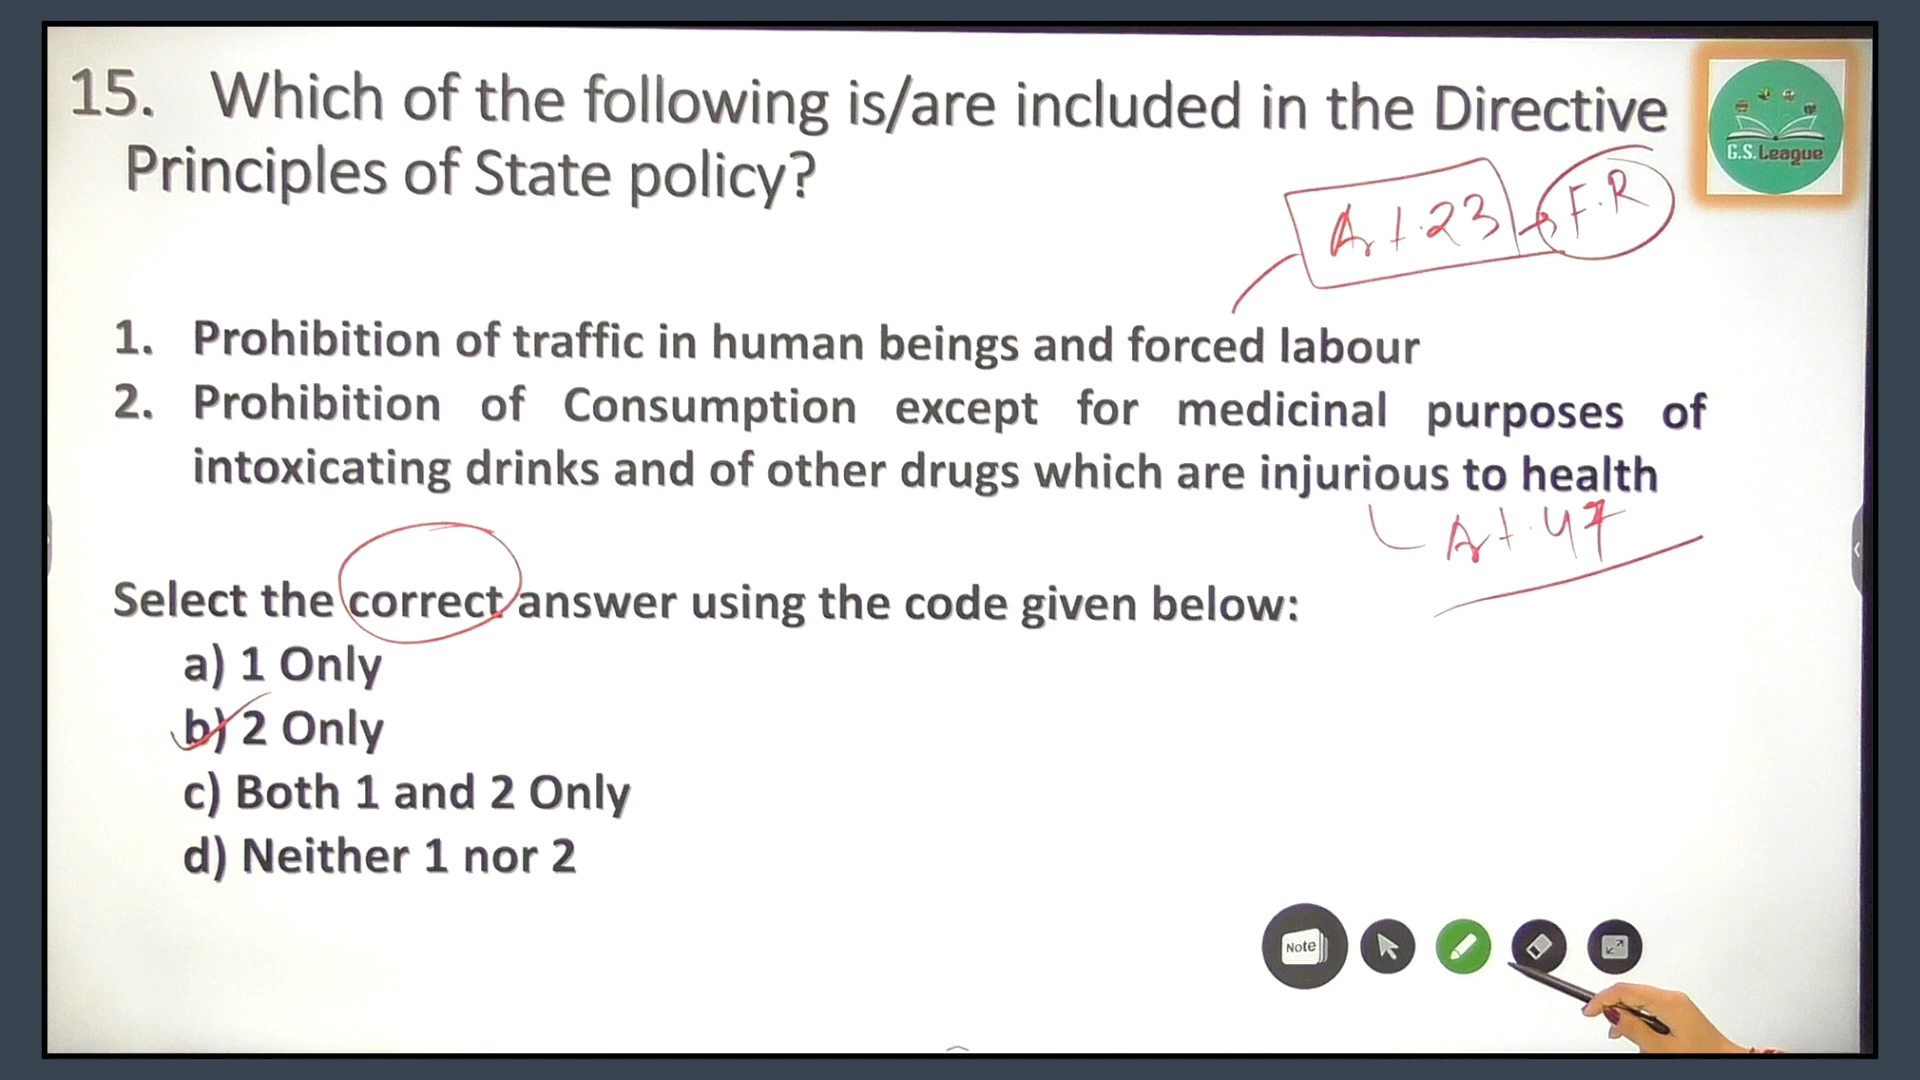 15. Which of the following is/are included in the Directive
Principles of State policy?
G.S.League
Art.23
F.R
1. Prohibition of traffic in human beings and forced labour
2. Prohibition of Consumption except for medicinal purposes of
intoxicating drinks and of other drugs which are injurious to health
Art.47
Select the correct answer using the code given below:
a) 1 Only
b) 2 Only
c) Both 1 and 2 Only
d) Neither 1 nor 2
Note